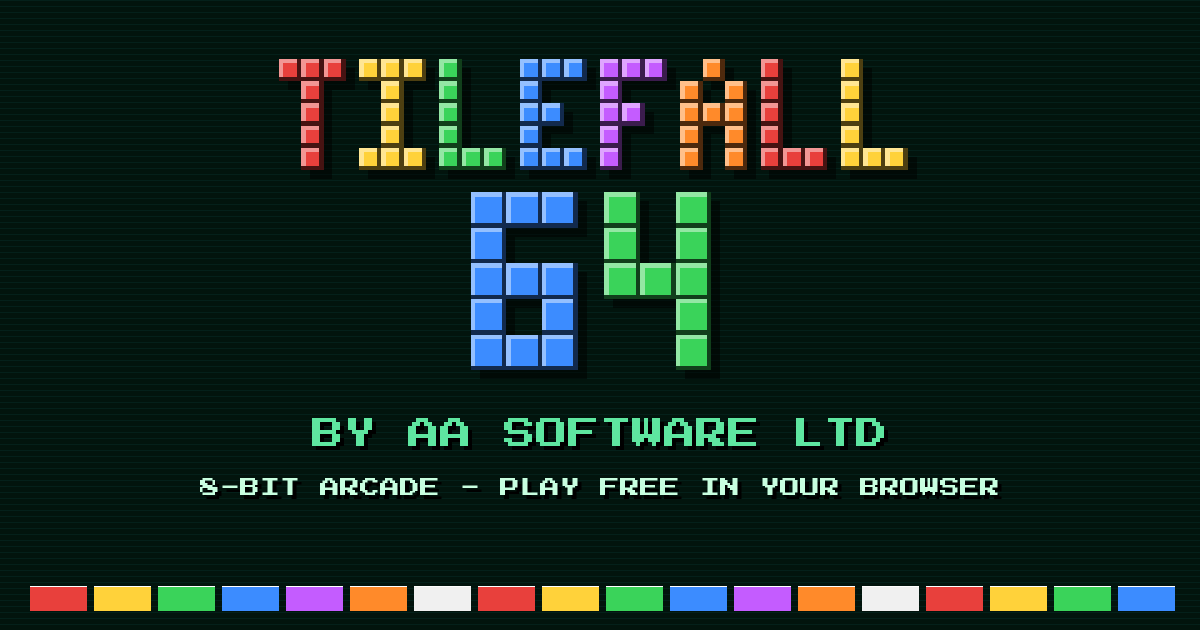 TILEFALL
64
BY AA SOFTWARE LTD
8-BIT ARCADE - PLAY FREE IN YOUR BROWSER